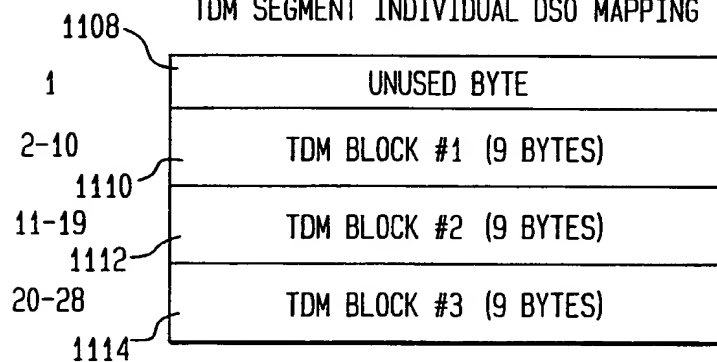 TDM SEGMENT INDIVIDUAL DSO MAPPING
1108
1 UNUSED BYTE
2-10 TDM BLOCK #1 (9 BYTES)
1110
11-19 TDM BLOCK #2 (9 BYTES)
1112
20-28 TDM BLOCK #3 (9 BYTES)
1114